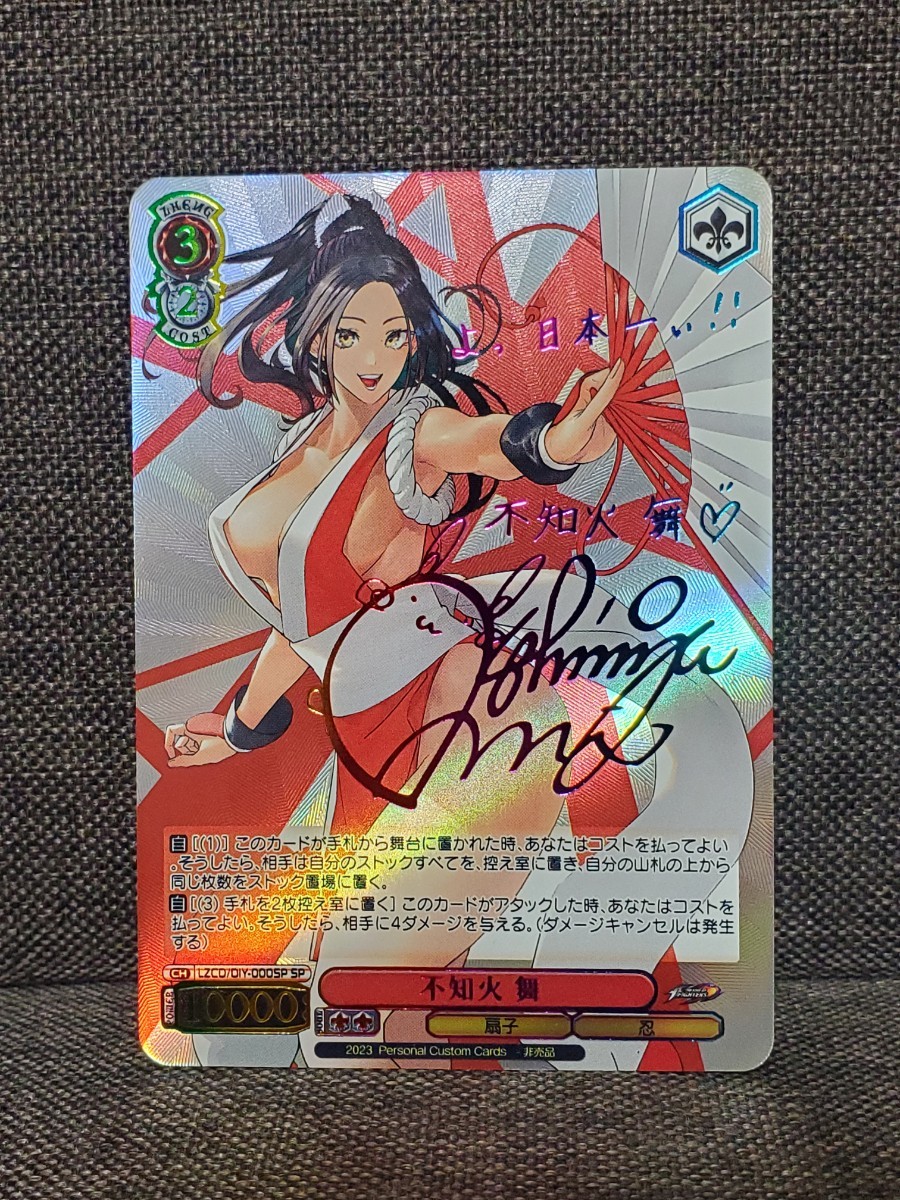 LEVEL
3
2
COST
よっ、日本一ぃ!!
不知火 舞♡
自[(1)] このカードが手札から舞台に置かれた時、あなたはコストを払ってよい
。そうしたら、相手は自分のストックすべてを、控え室に置き、自分の山札の上から
同じ枚数をストック置場に置く。
自[(3) 手札を2枚控え室に置く] このカードがアタックした時、あなたはコストを
払ってよい。そうしたら、相手に4ダメージを与える。(ダメージキャンセルは発生
する)
CH LZCD/DIY-000SP SP
POWER 10000
SOUL
不知火 舞
扇子 忍
2023 Personal Custom Cards - 非売品